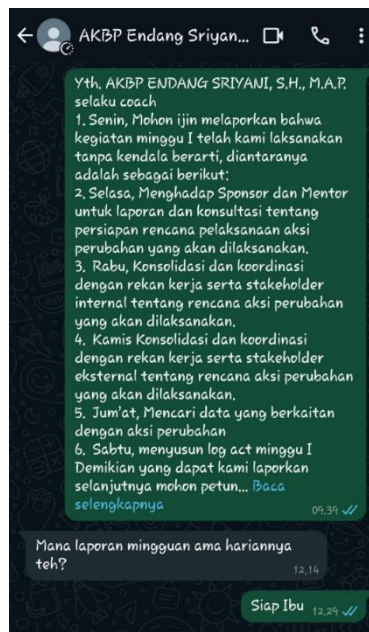 AKBP Endang Sriyan...
Yth. AKBP ENDANG SRIYANI, S.H., M.A.P.
selaku coach
1. Senin, Mohon ijin melaporkan bahwa
kegiatan minggu I telah kami laksanakan
tanpa kendala berarti, diantaranya
adalah sebagai berikut:
2. Selasa, Menghadap Sponsor dan Mentor
untuk laporan dan konsultasi tentang
persiapan rencana pelaksanaan aksi
perubahan yang akan dilaksanakan.
3. Rabu, Konsolidasi dan koordinasi
dengan rekan kerja serta stakeholder
internal tentang rencana aksi perubahan
yang akan dilaksanakan.
4. Kamis Konsolidasi dan koordinasi
dengan rekan kerja serta stakeholder
eksternal tentang rencana aksi perubahan
yang akan dilaksanakan.
5. Jum'at, Mencari data yang berkaitan
dengan aksi perubahan
6. Sabtu, menyusun log act minggu I
Demikian yang dapat kami laporkan
selanjutnya mohon petun... Baca
selengkapnya
09.39
Mana laporan mingguan ama hariannya
teh?
12.14
Siap Ibu 12.29